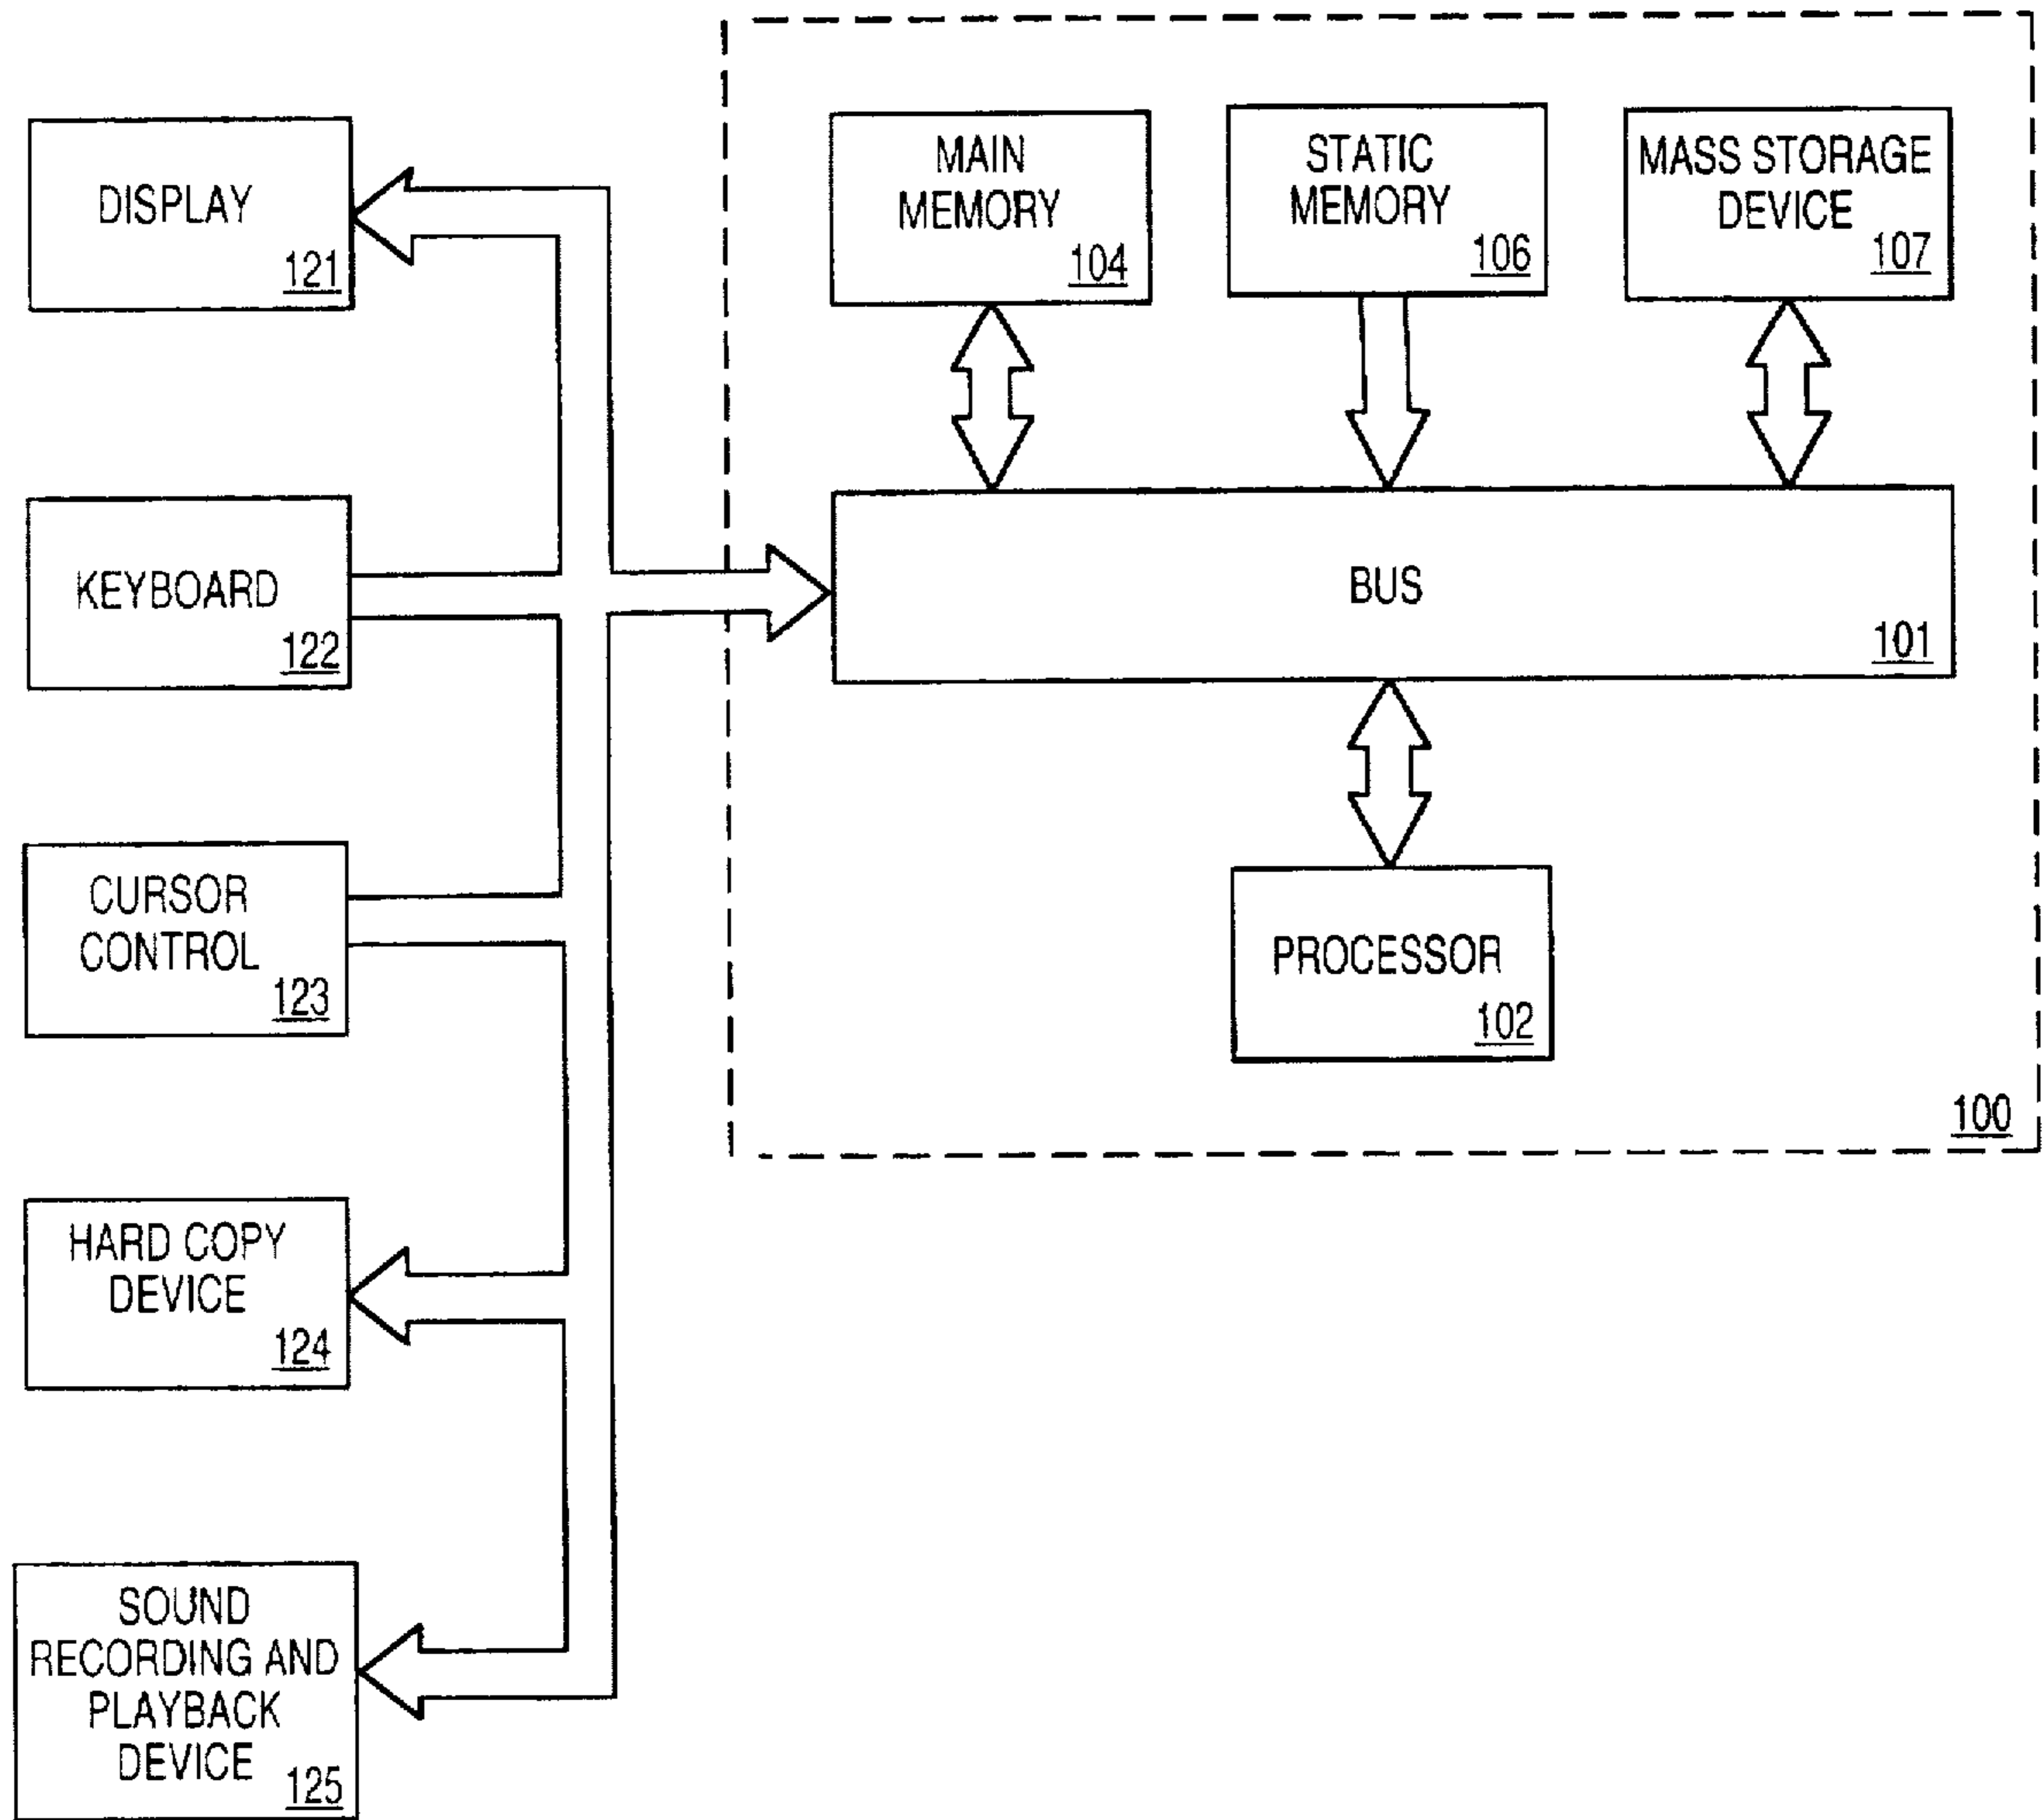 DISPLAY
121
KEYBOARD
122
CURSOR
CONTROL
123
HARD COPY
DEVICE
124
SOUND
RECORDING AND
PLAYBACK
DEVICE
125
MAIN
MEMORY
104
STATIC
MEMORY
106
MASS STORAGE
DEVICE
107
BUS
101
PROCESSOR
102
100